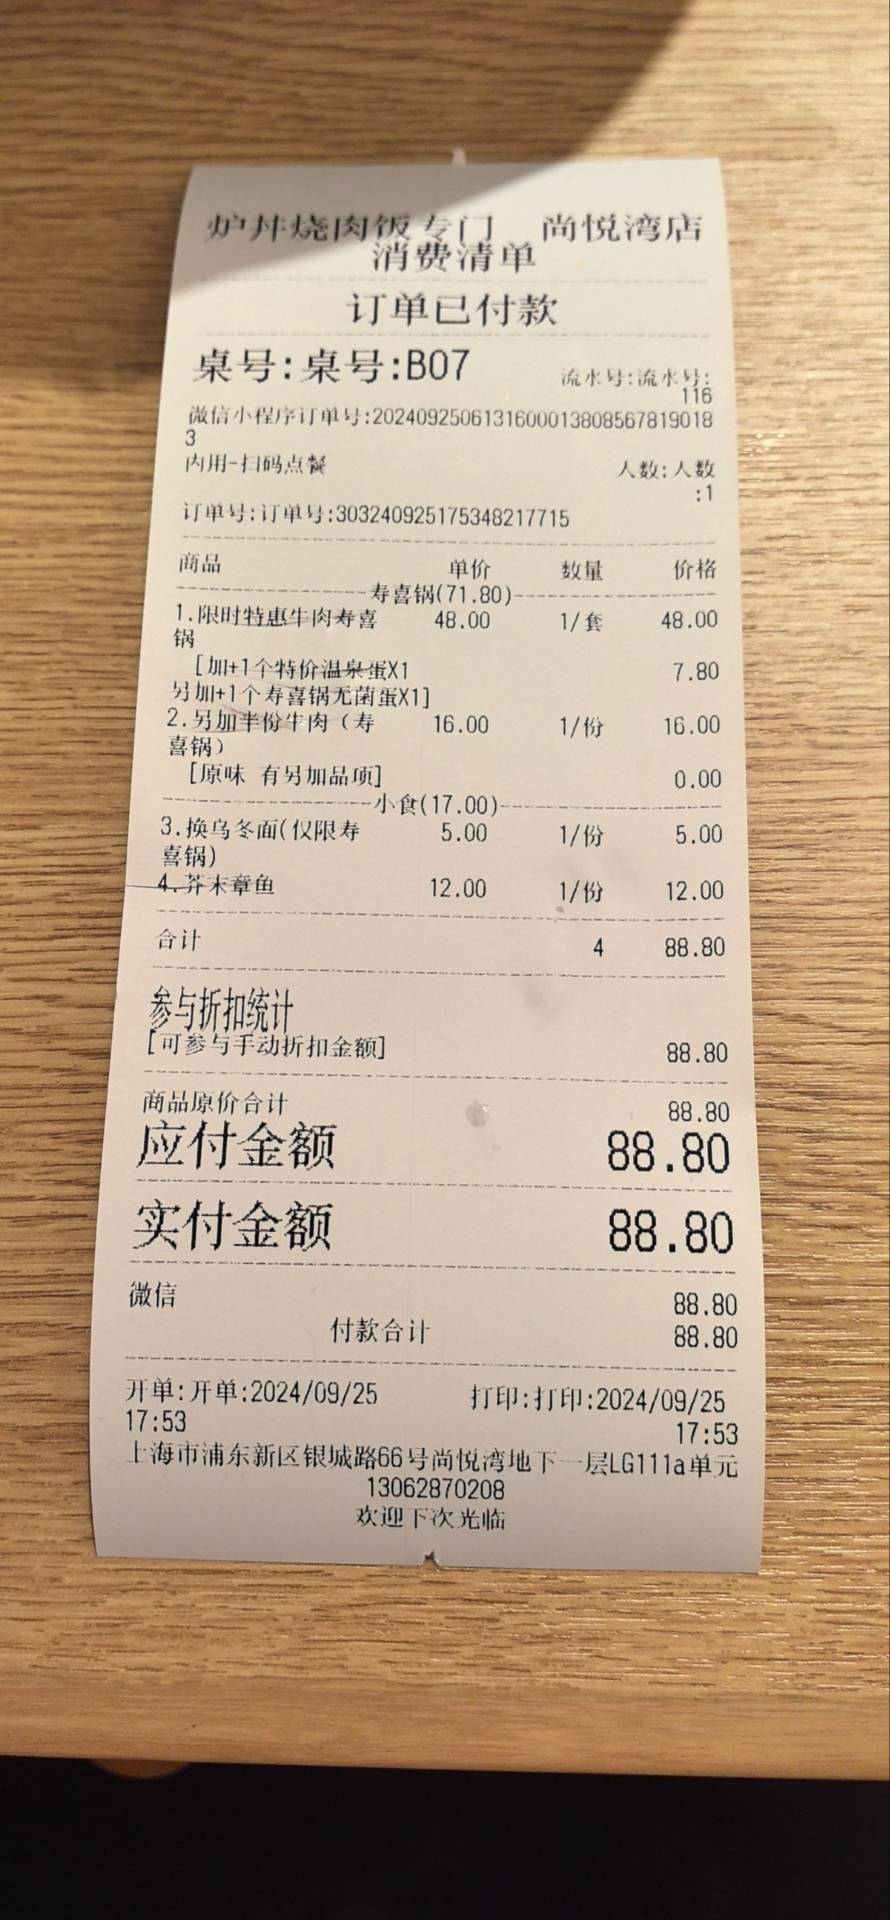 炉丼烧肉饭专门 尚悦湾店
消费清单
订单已付款
桌号:桌号:B07 流水号:流水号:
116
微信小程序订单号:2024092506131600013808567819018
3
内用-扫码点餐 人数:人数
:1
订单号:订单号:303240925175348217715
商品 单价 数量 价格
寿喜锅(71.80)
1.限时特惠牛肉寿喜 48.00 1/套 48.00
锅
[加+1个特价温泉蛋X1 7.80
另加+1个寿喜锅无菌蛋X1]
2.另加半份牛肉（寿 16.00 1/份 16.00
喜锅）
[原味 有另加品项] 0.00
小食(17.00)
3.换乌冬面(仅限寿 5.00 1/份 5.00
喜锅)
4.芥末章鱼 12.00 1/份 12.00
合计 4 88.80
参与折扣统计
[可参与手动折扣金额] 88.80
商品原价合计 88.80
应付金额 88.80
实付金额 88.80
微信 88.80
付款合计 88.80
开单:开单:2024/09/25 打印:打印:2024/09/25
17:53 17:53
上海市浦东新区银城路66号尚悦湾地下一层LG111a单元
13062870208
欢迎下次光临